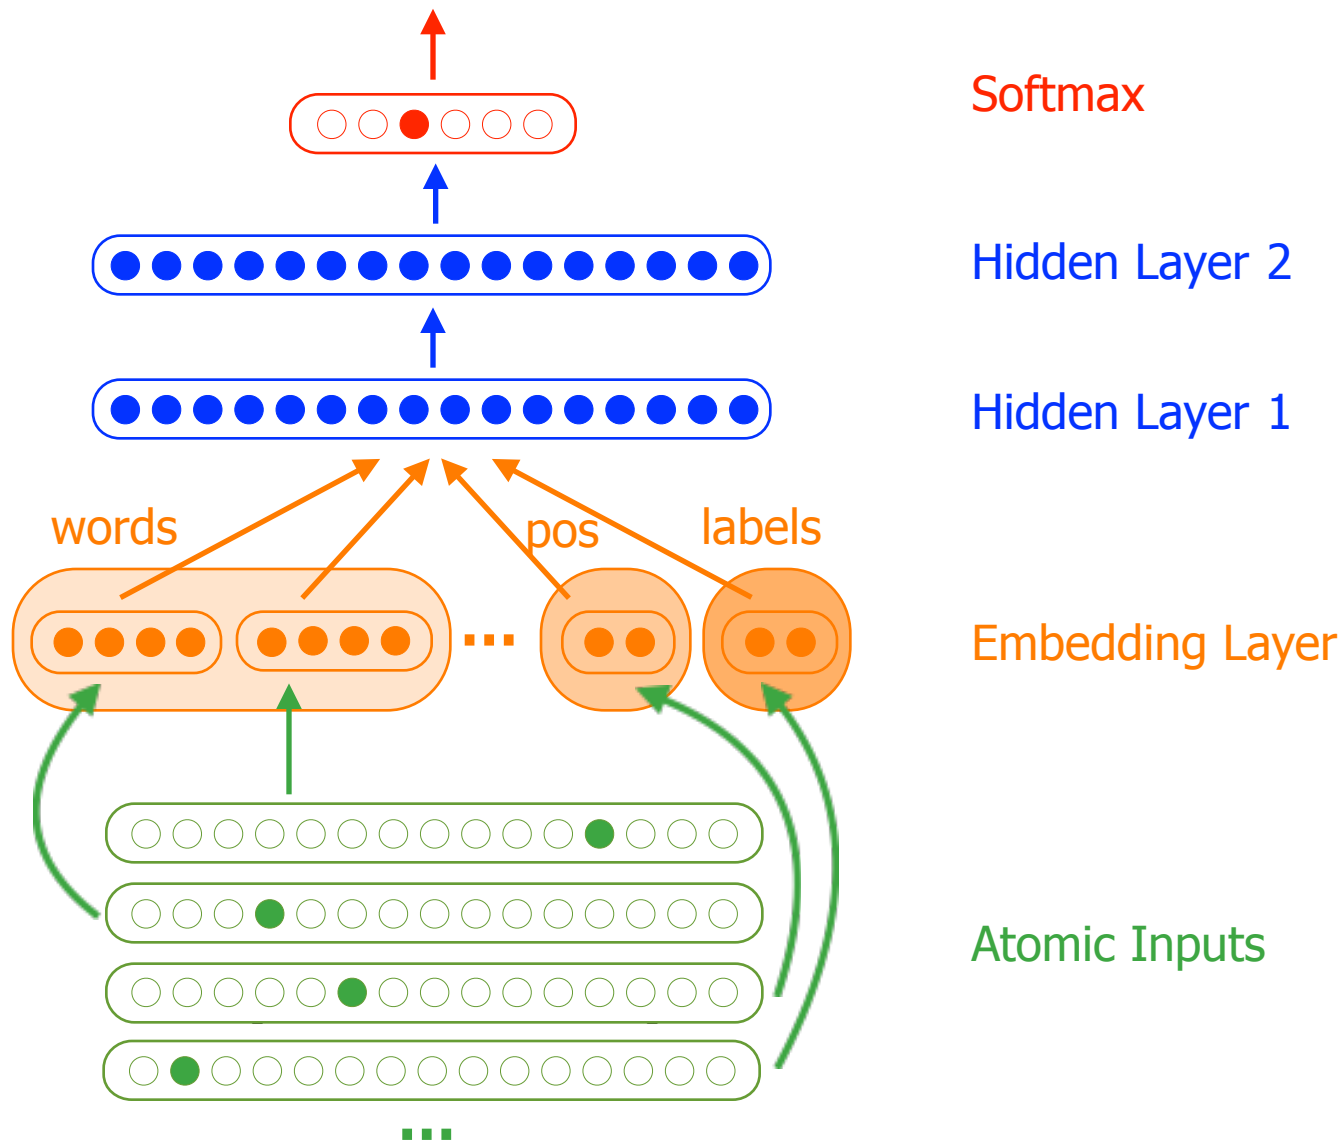 Softmax
Hidden Layer 2
Hidden Layer 1
words
pos
labels
...
Embedding Layer
Atomic Inputs
...